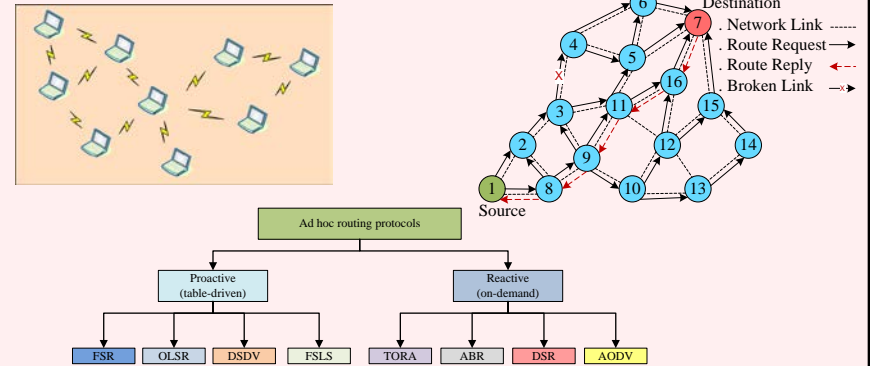 Destination
. Network Link
. Route Request
. Route Reply
. Broken Link
X
x
6
7
4
5
16
3
11
15
2
9
12
14
1
8
10
13
Source
Ad hoc routing protocols
Proactive
(table-driven)
Reactive
(on-demand)
FSR
OLSR
DSDV
FSLS
TORA
ABR
DSR
AODV